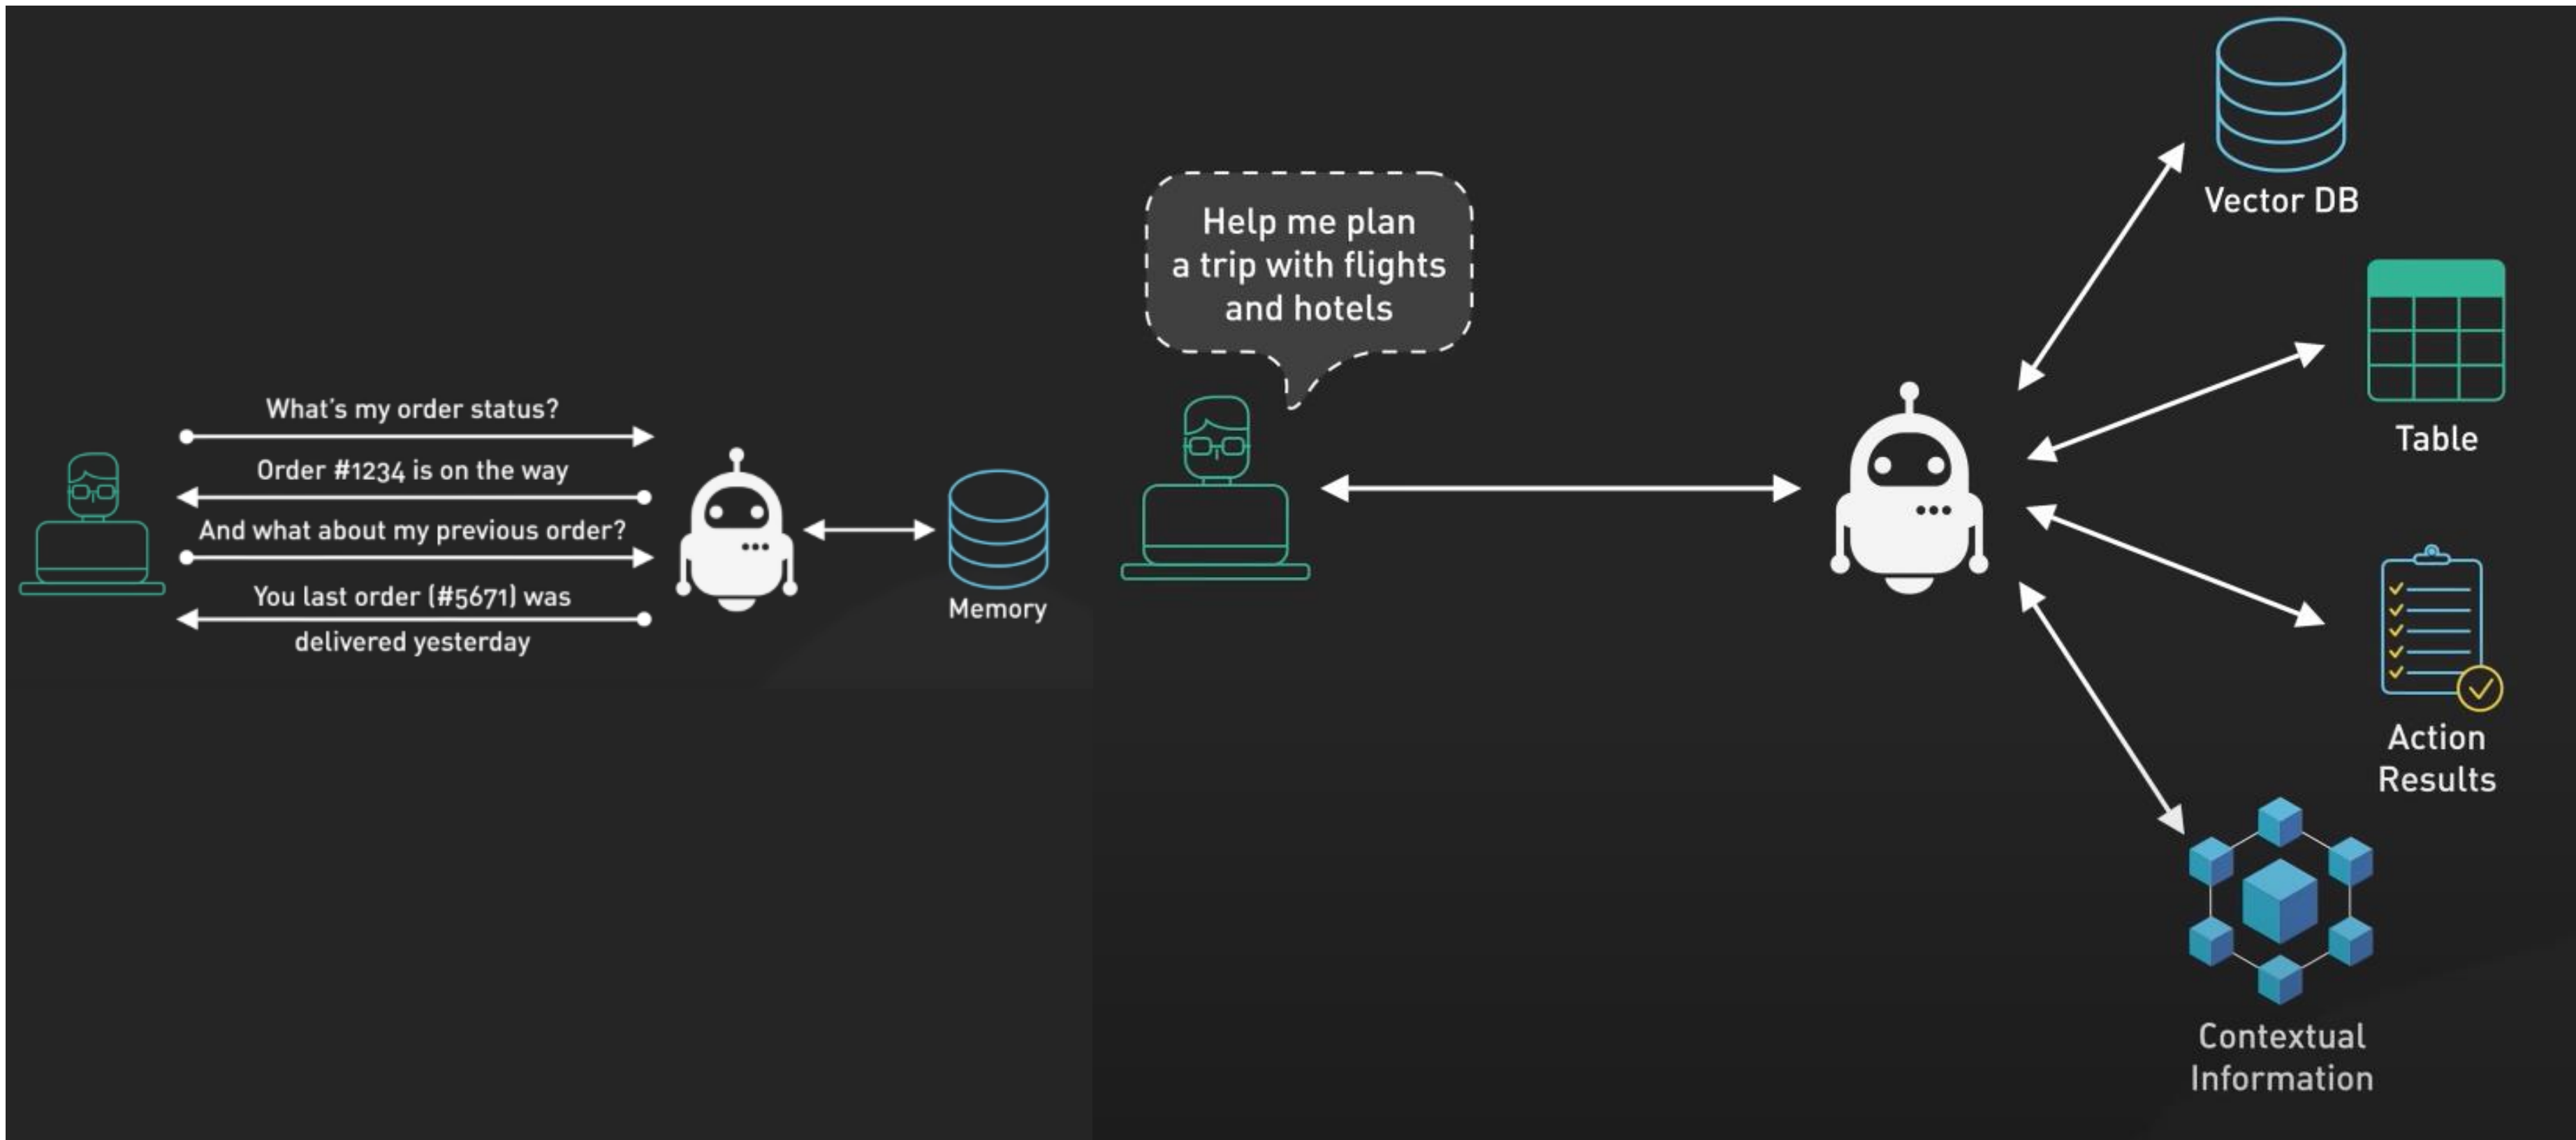 What's my order status?
Order #1234 is on the way
And what about my previous order?
You last order (#5671) was
delivered yesterday
Memory
Help me plan
a trip with flights
and hotels
Vector DB
Table
Action
Results
Contextual
Information